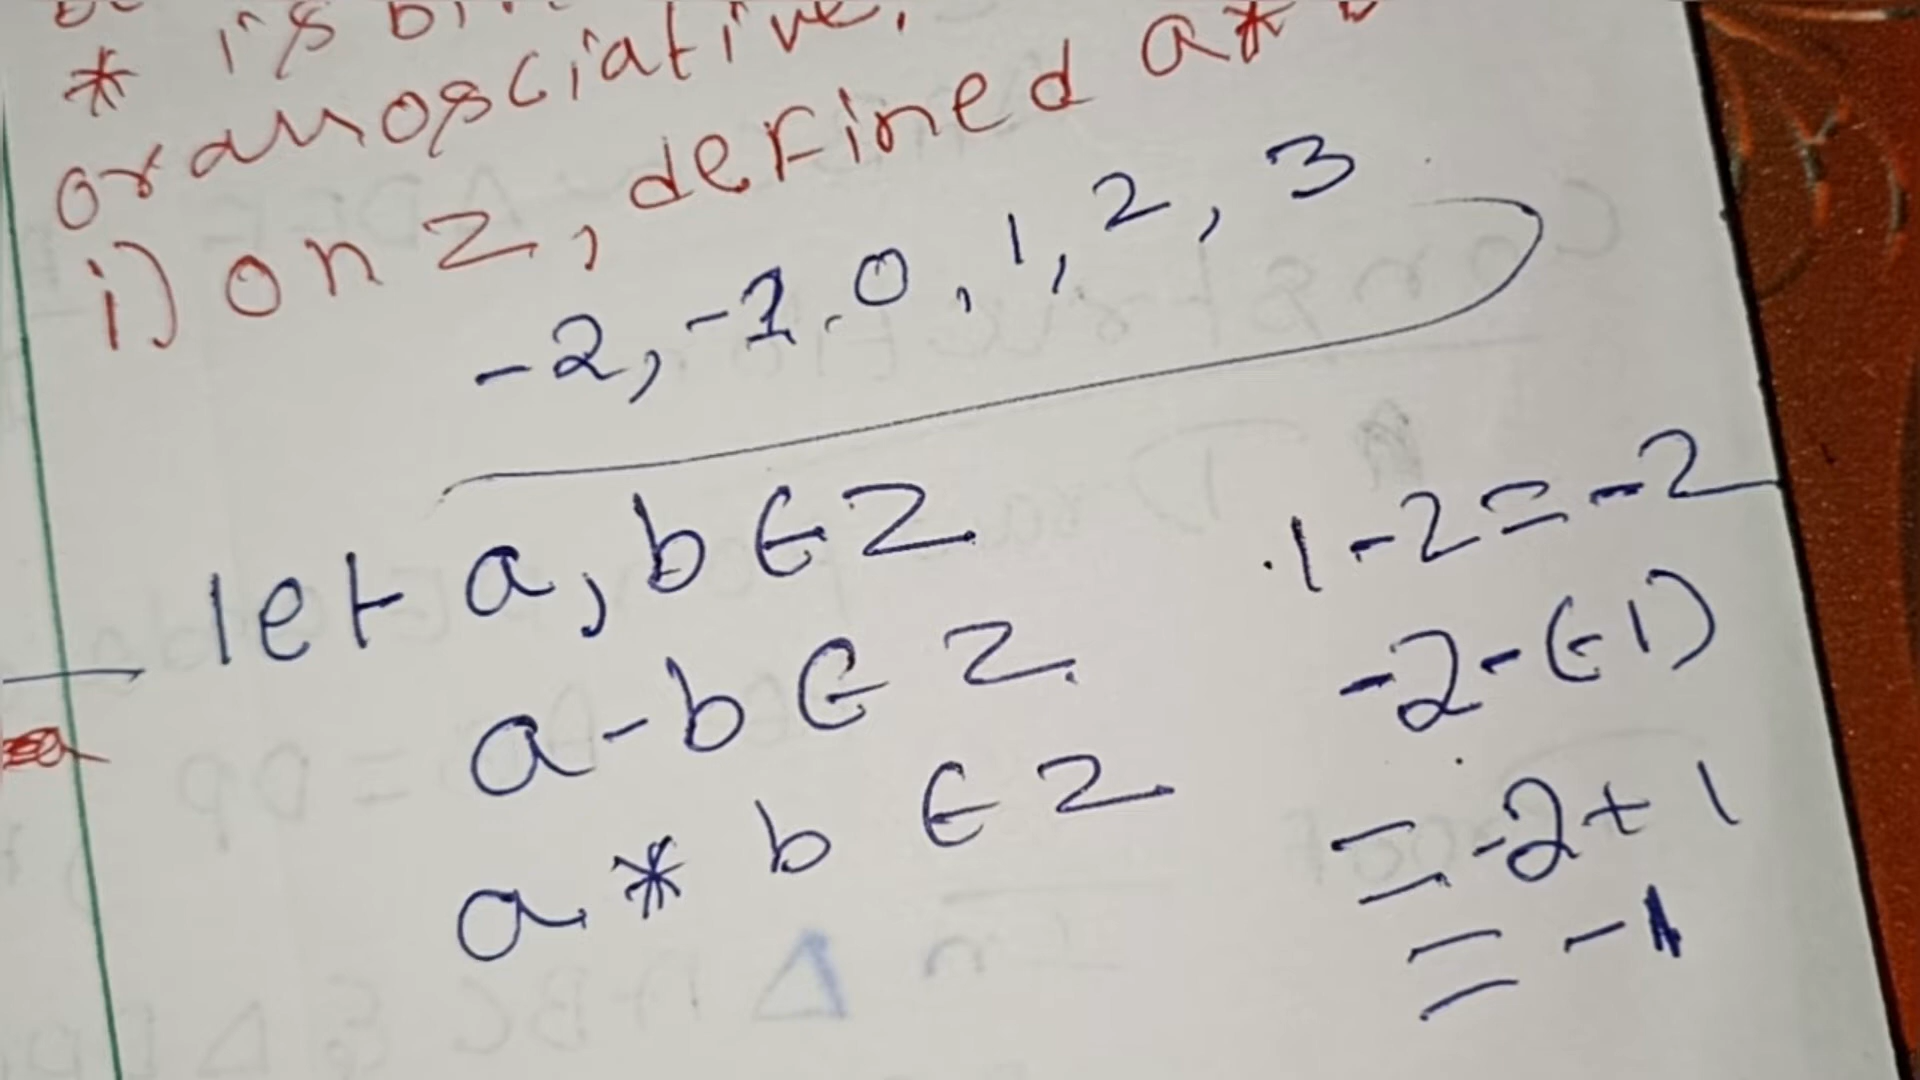 * is
or associative.
i) on Z, defined a*
-2, -1, 0, 1, 2, 3
let a, b ∈ Z
a - b ∈ Z.
a * b ∈ Z
1 - 2 = -2
-2 - (-1)
= -2 + 1
= -1